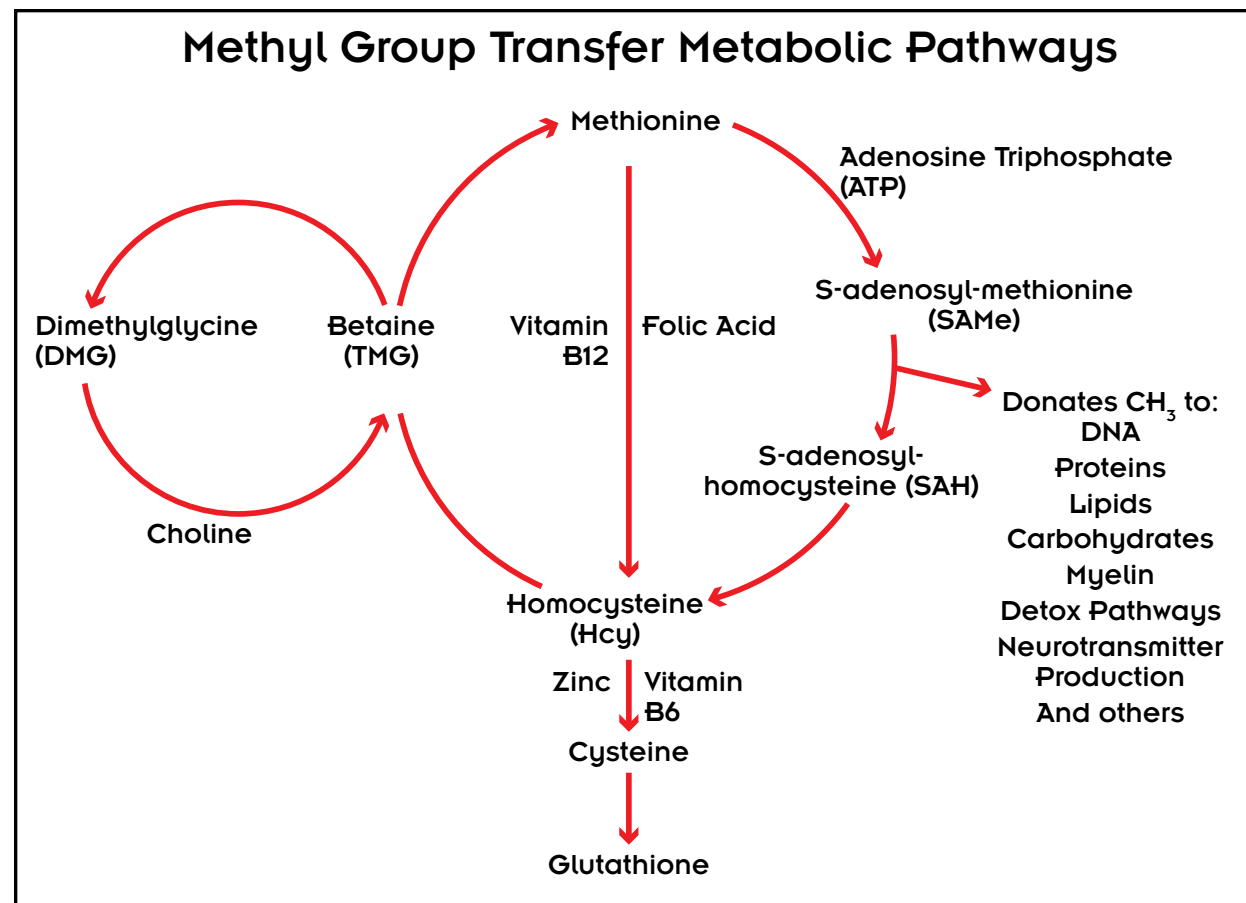 Methyl Group Transfer Metabolic Pathways
Methionine
Adenosine Triphosphate
(ATP)
S-adenosyl-methionine
(SAMe)
Dimethylglycine
(DMG)
Betaine
(TMG)
Vitamin
B12
Folic Acid
Donates CH₃ to:
DNA
Proteins
Lipids
Carbohydrates
Myelin
Detox Pathways
Neurotransmitter
Production
And others
S-adenosyl-
homocysteine (SAH)
Choline
Homocysteine
(Hcy)
Zinc
Vitamin
B6
Cysteine
Glutathione